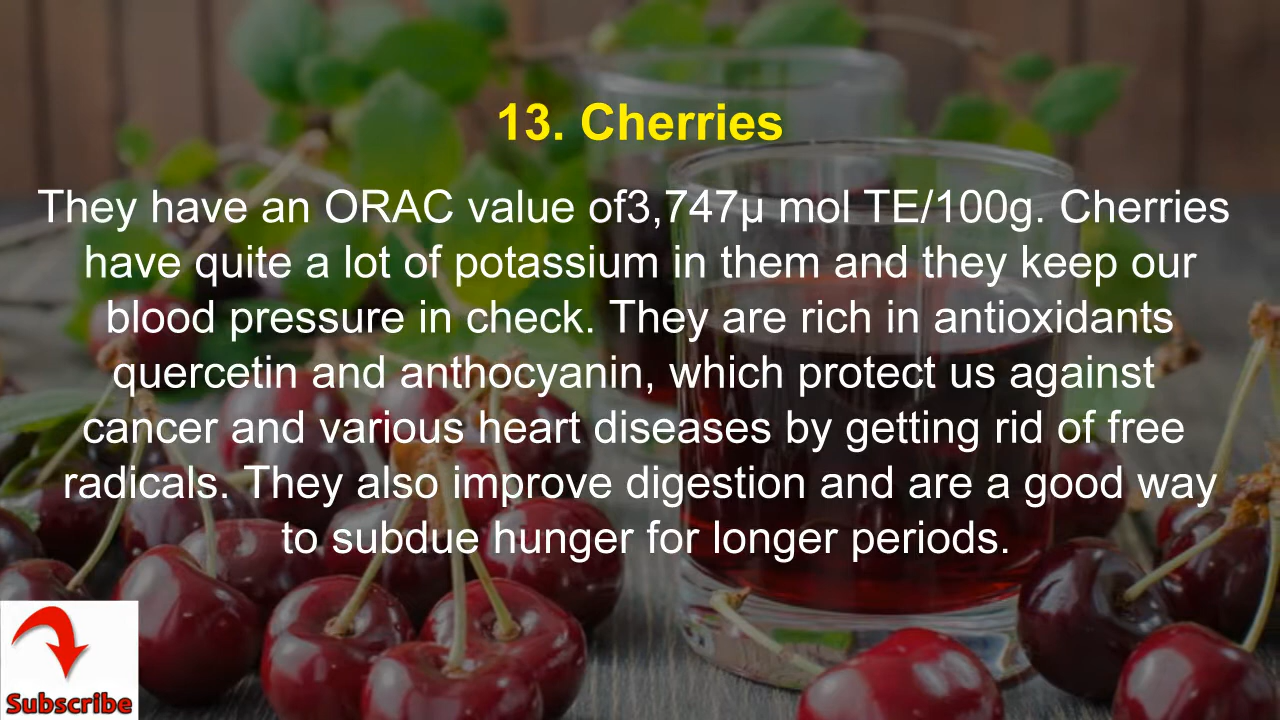 13. Cherries
They have an ORAC value of3,747µ mol TE/100g. Cherries
have quite a lot of potassium in them and they keep our
blood pressure in check. They are rich in antioxidants
quercetin and anthocyanin, which protect us against
cancer and various heart diseases by getting rid of free
radicals. They also improve digestion and are a good way
to subdue hunger for longer periods.
Subscribe